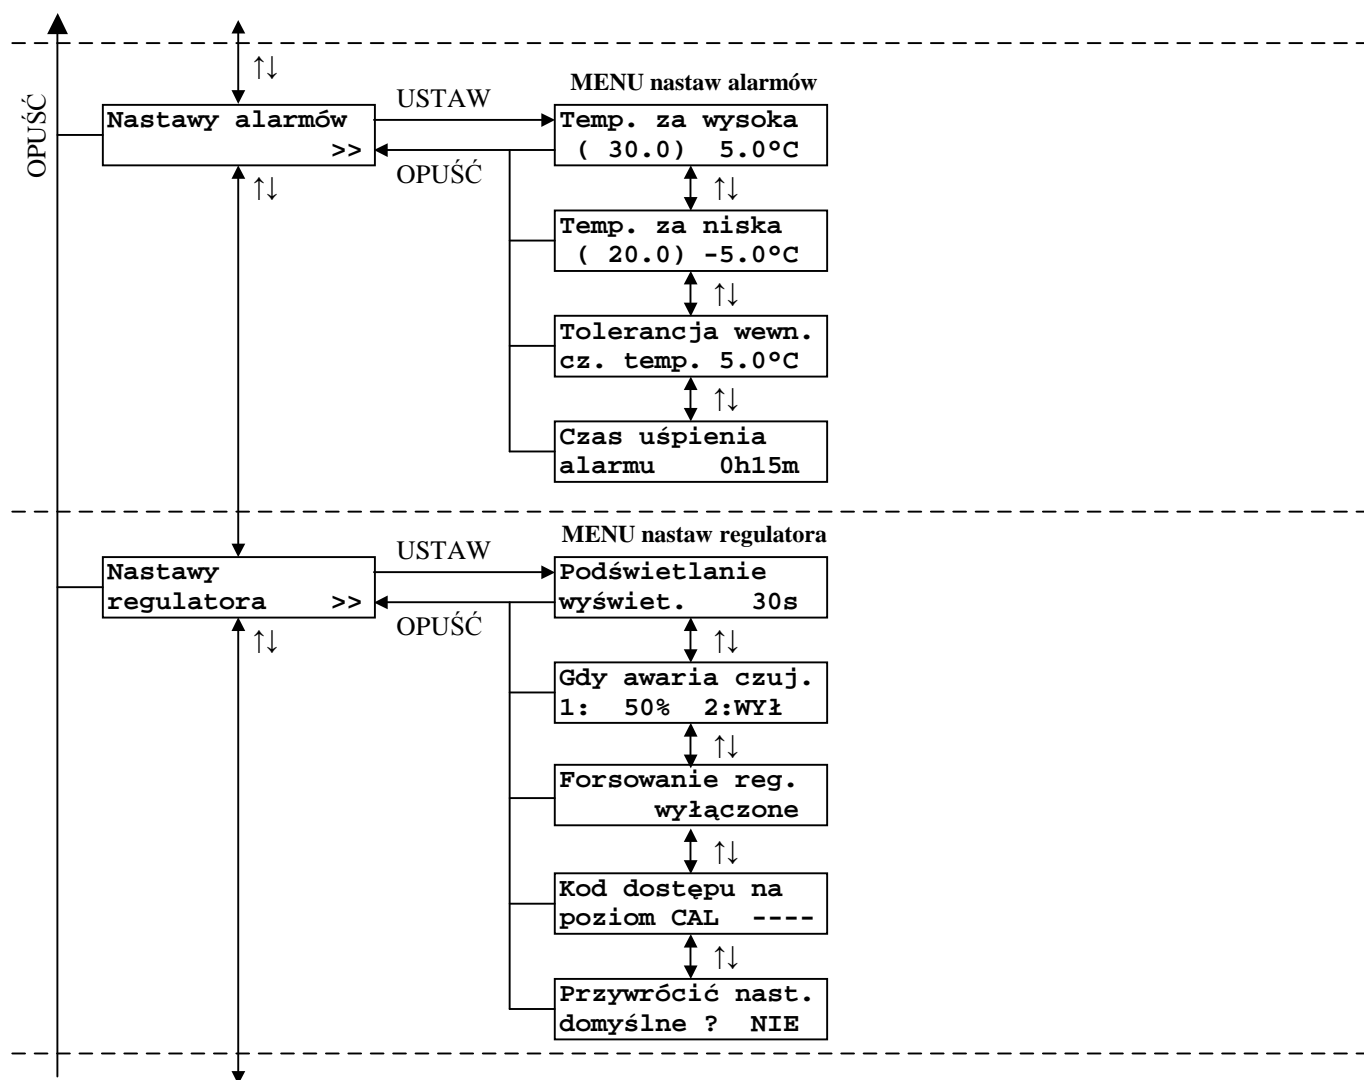 OPUŚĆ
↑↓
MENU nastaw alarmów
Nastawy alarmów
>>
USTAW
OPUŚĆ
Temp. za wysoka
( 30.0) 5.0°C
↑↓
↑↓
Temp. za niska
( 20.0) -5.0°C
↑↓
Tolerancja wewn.
cz. temp. 5.0°C
↑↓
Czas uśpienia
alarmu 0h15m
MENU nastaw regulatora
Nastawy
regulatora >>
USTAW
OPUŚĆ
↑↓
Podświetlanie
wyświet. 30s
↑↓
Gdy awaria czuj.
1: 50% 2:WYŁ
↑↓
Forsowanie reg.
wyłączone
↑↓
Kod dostępu na
poziom CAL ----
↑↓
Przywrócić nast.
domyślne ? NIE